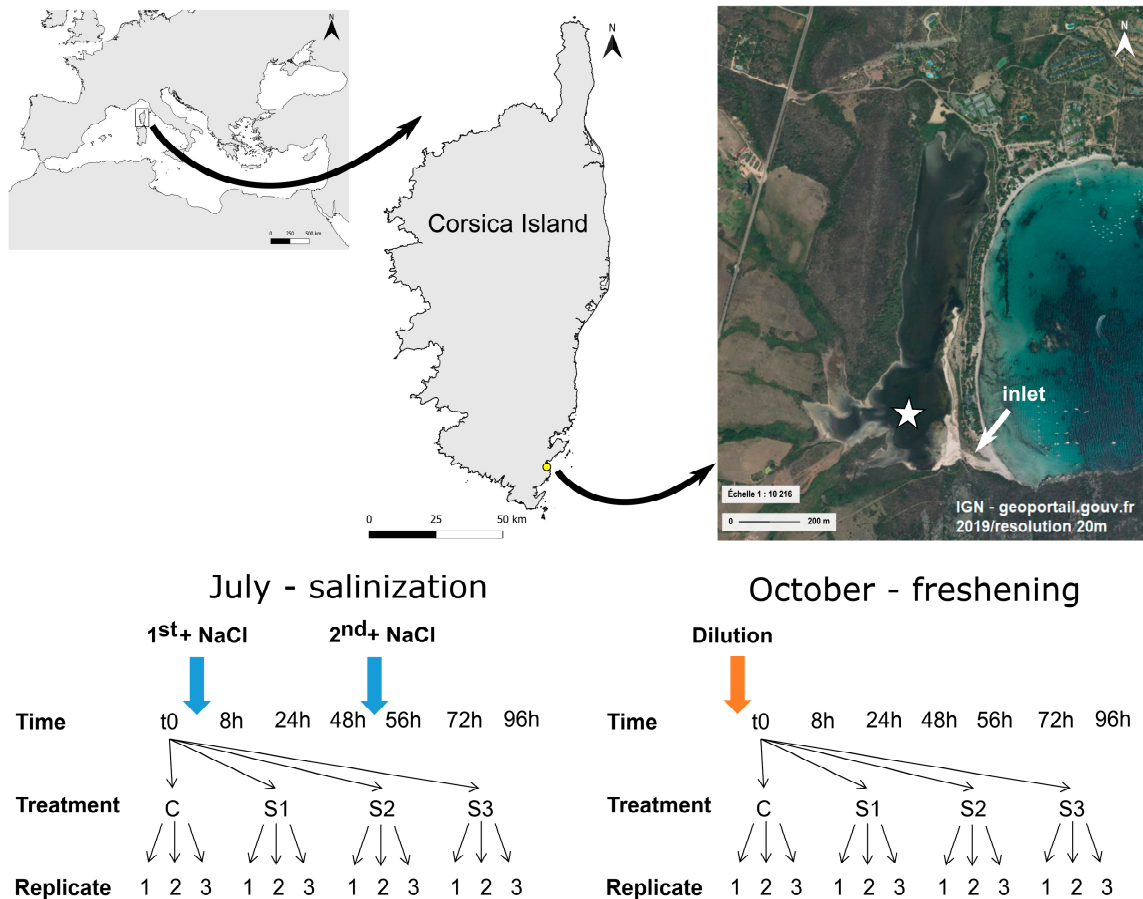 N
0 250 500 km
N
Corsica Island
0 25 50 km
N
inlet
Échelle 1 : 10 216
0 200 m
IGN - geoportail.gouv.fr
2019/resolution 20m
July - salinization
1st + NaCl 2nd + NaCl
Time t0 8h 24h 48h 56h 72h 96h
Treatment C S1 S2 S3
Replicate 1 2 3 1 2 3 1 2 3 1 2 3
October - freshening
Dilution
Time t0 8h 24h 48h 56h 72h 96h
Treatment C S1 S2 S3
Replicate 1 2 3 1 2 3 1 2 3 1 2 3